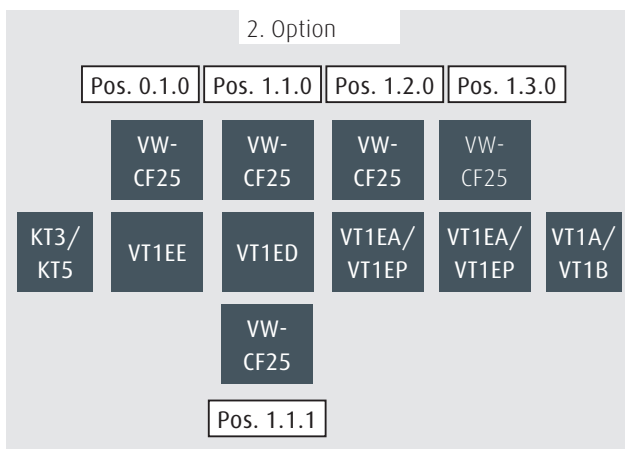 2. Option
Pos. 0.1.0 Pos. 1.1.0 Pos. 1.2.0 Pos. 1.3.0
VW- VW- VW- VW-
CF25 CF25 CF25 CF25
KT3/ VT1EE VT1ED VT1EA/ VT1EA/ VT1A/
KT5 VT1EP VT1EP VT1B
VW-
CF25
Pos. 1.1.1